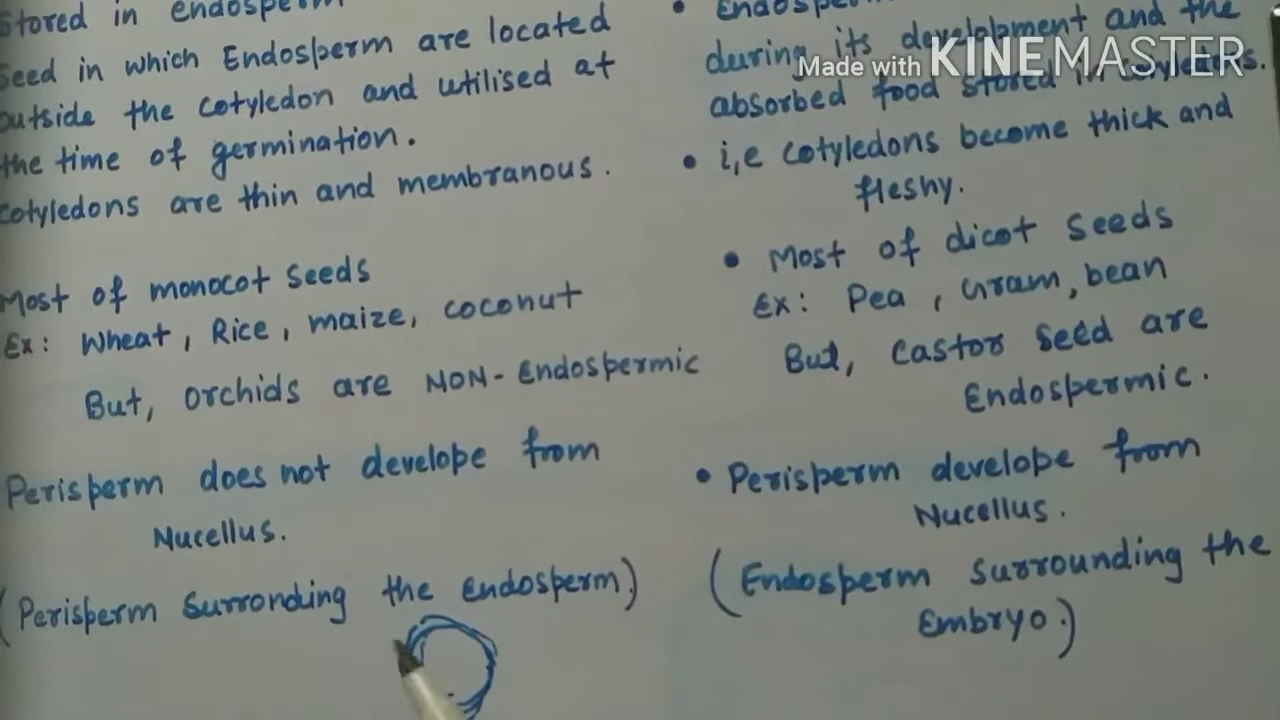 Stored in endosperm
Seed in which Endosperm are located
outside the cotyledon and utilised at
the time of germination.
cotyledons are thin and membranous.
Most of monocot seeds
Ex: Wheat, Rice, maize, coconut
But, orchids are NON-Endospermic
Perisperm does not develope from
Nucellus.
(Perisperm Surronding the Endosperm)
• Endosperm
during its development and the
absorbed food stored in cotyledons.
• i,e cotyledons become thick and
fleshy.
• Most of dicot seeds
Ex: Pea, Gram, bean
But, castor seed are
Endospermic.
• Perisperm develope from
Nucellus.
(Endosperm surrounding the
Embryo.)
Made with KINEMASTER